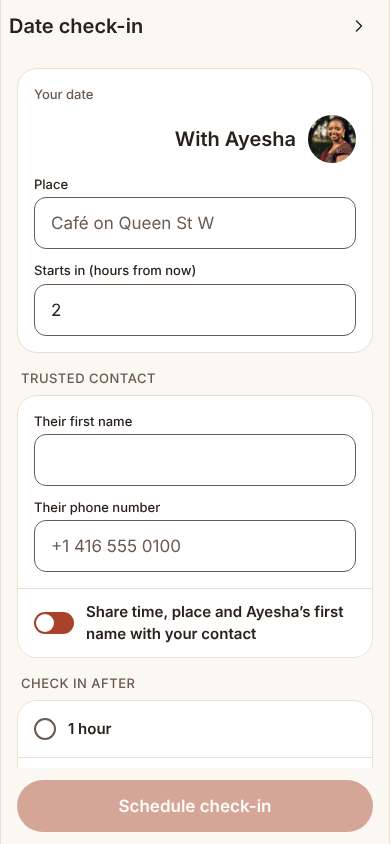 Date check-in
Your date
With Ayesha
Place
Café on Queen St W
Starts in (hours from now)
2
TRUSTED CONTACT
Their first name
Their phone number
+1 416 555 0100
Share time, place and Ayesha’s first
name with your contact
CHECK IN AFTER
1 hour
Schedule check-in